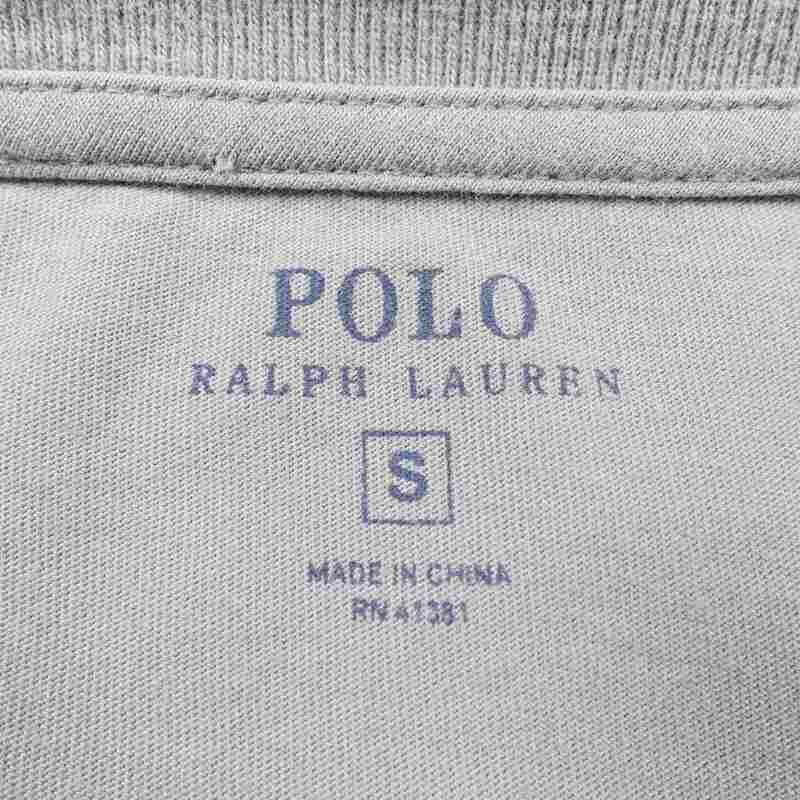 POLO
RALPH LAUREN
S
MADE IN CHINA
RN 41381